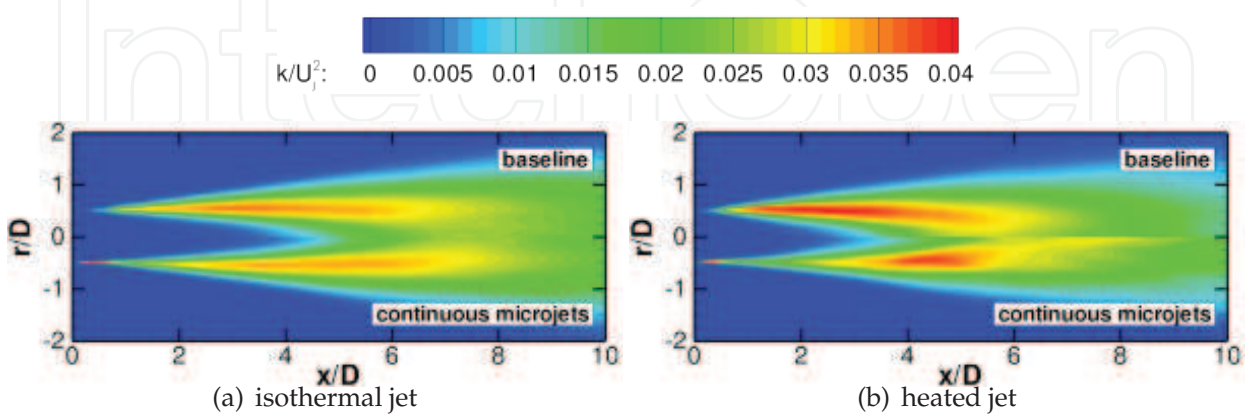 IntechOpen
k/U_J^2: 0 0.005 0.01 0.015 0.02 0.025 0.03 0.035 0.04
2
1
0
-1
-2
r/D
baseline
continuous microjets
0 2 4 6 8 10
x/D
(a) isothermal jet
2
1
0
-1
-2
r/D
baseline
continuous microjets
0 2 4 6 8 10
x/D
(b) heated jet